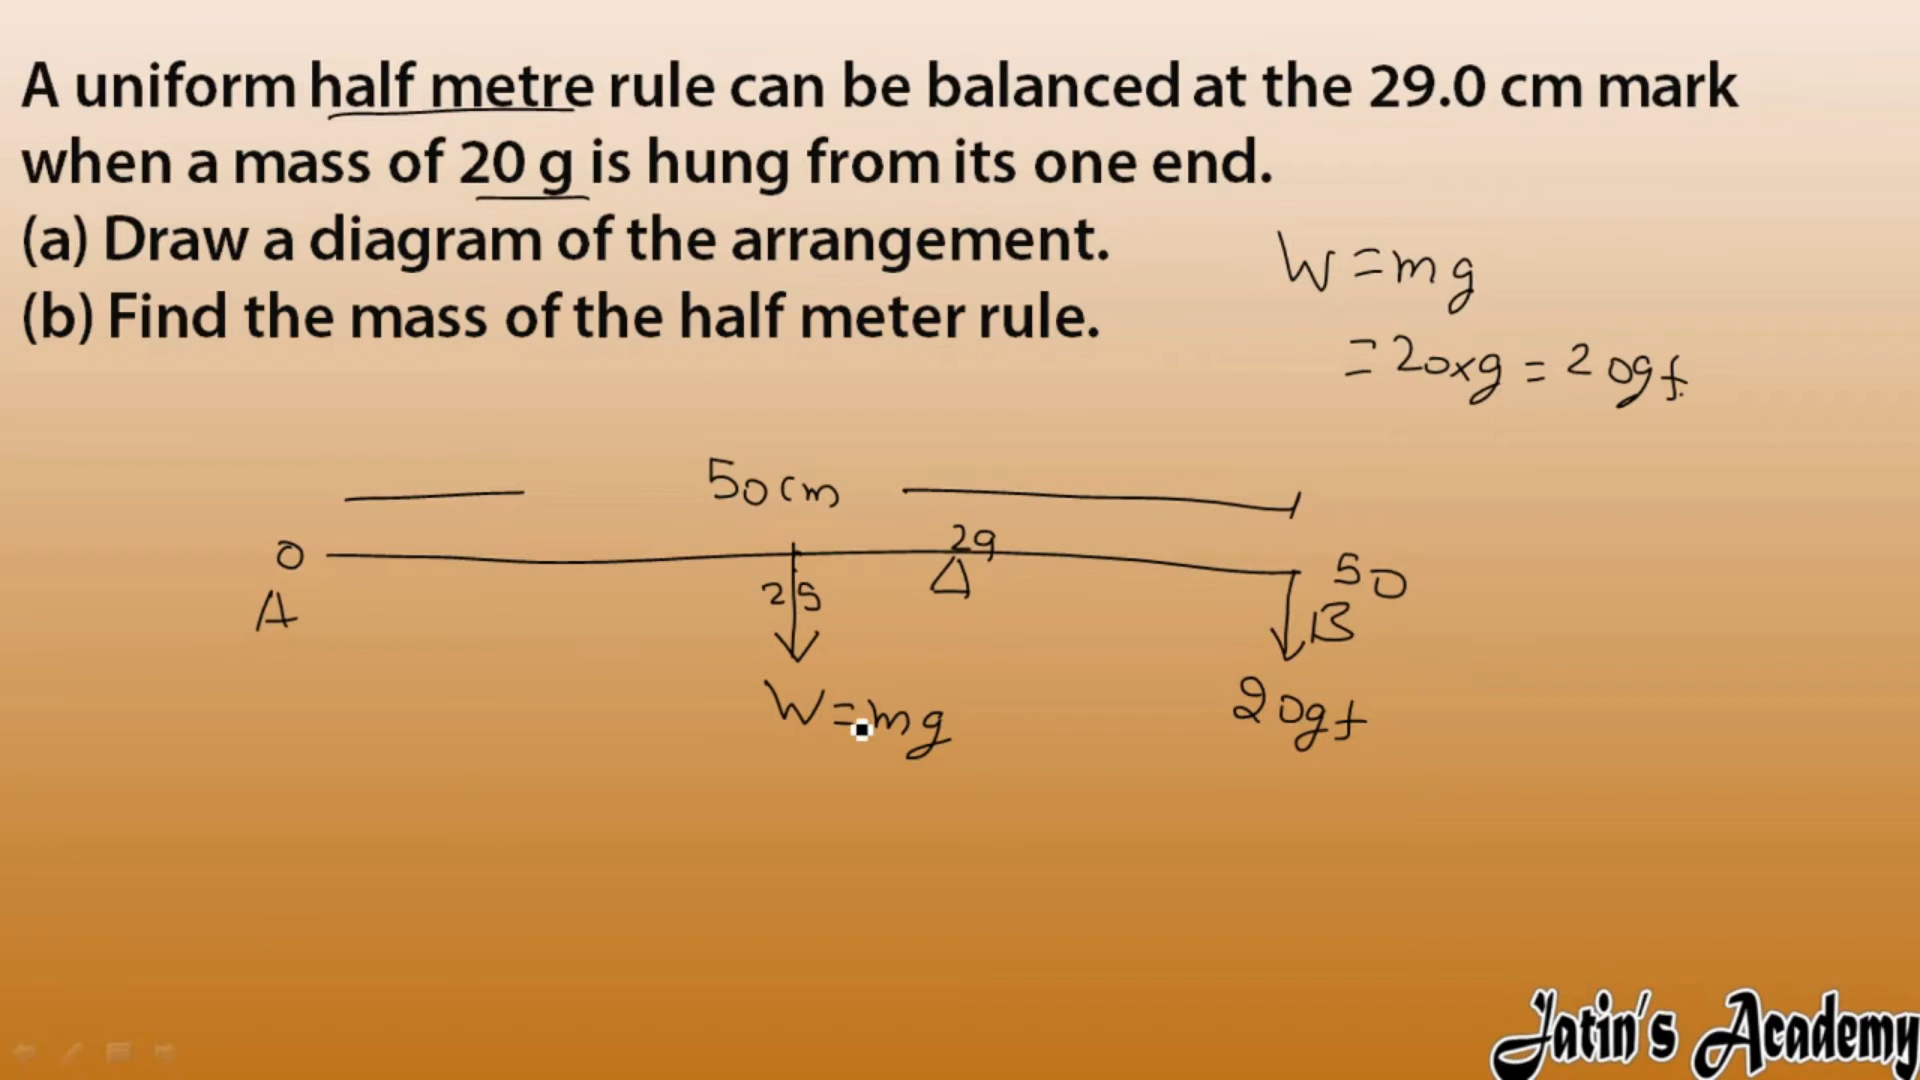 A uniform half metre rule can be balanced at the 29.0 cm mark
when a mass of 20 g is hung from its one end.
(a) Draw a diagram of the arrangement.
(b) Find the mass of the half meter rule.
W = mg
= 20×g = 20gf.
50cm
0 29 50
A 25 B
W = mg 20gf
Jatin's Academy